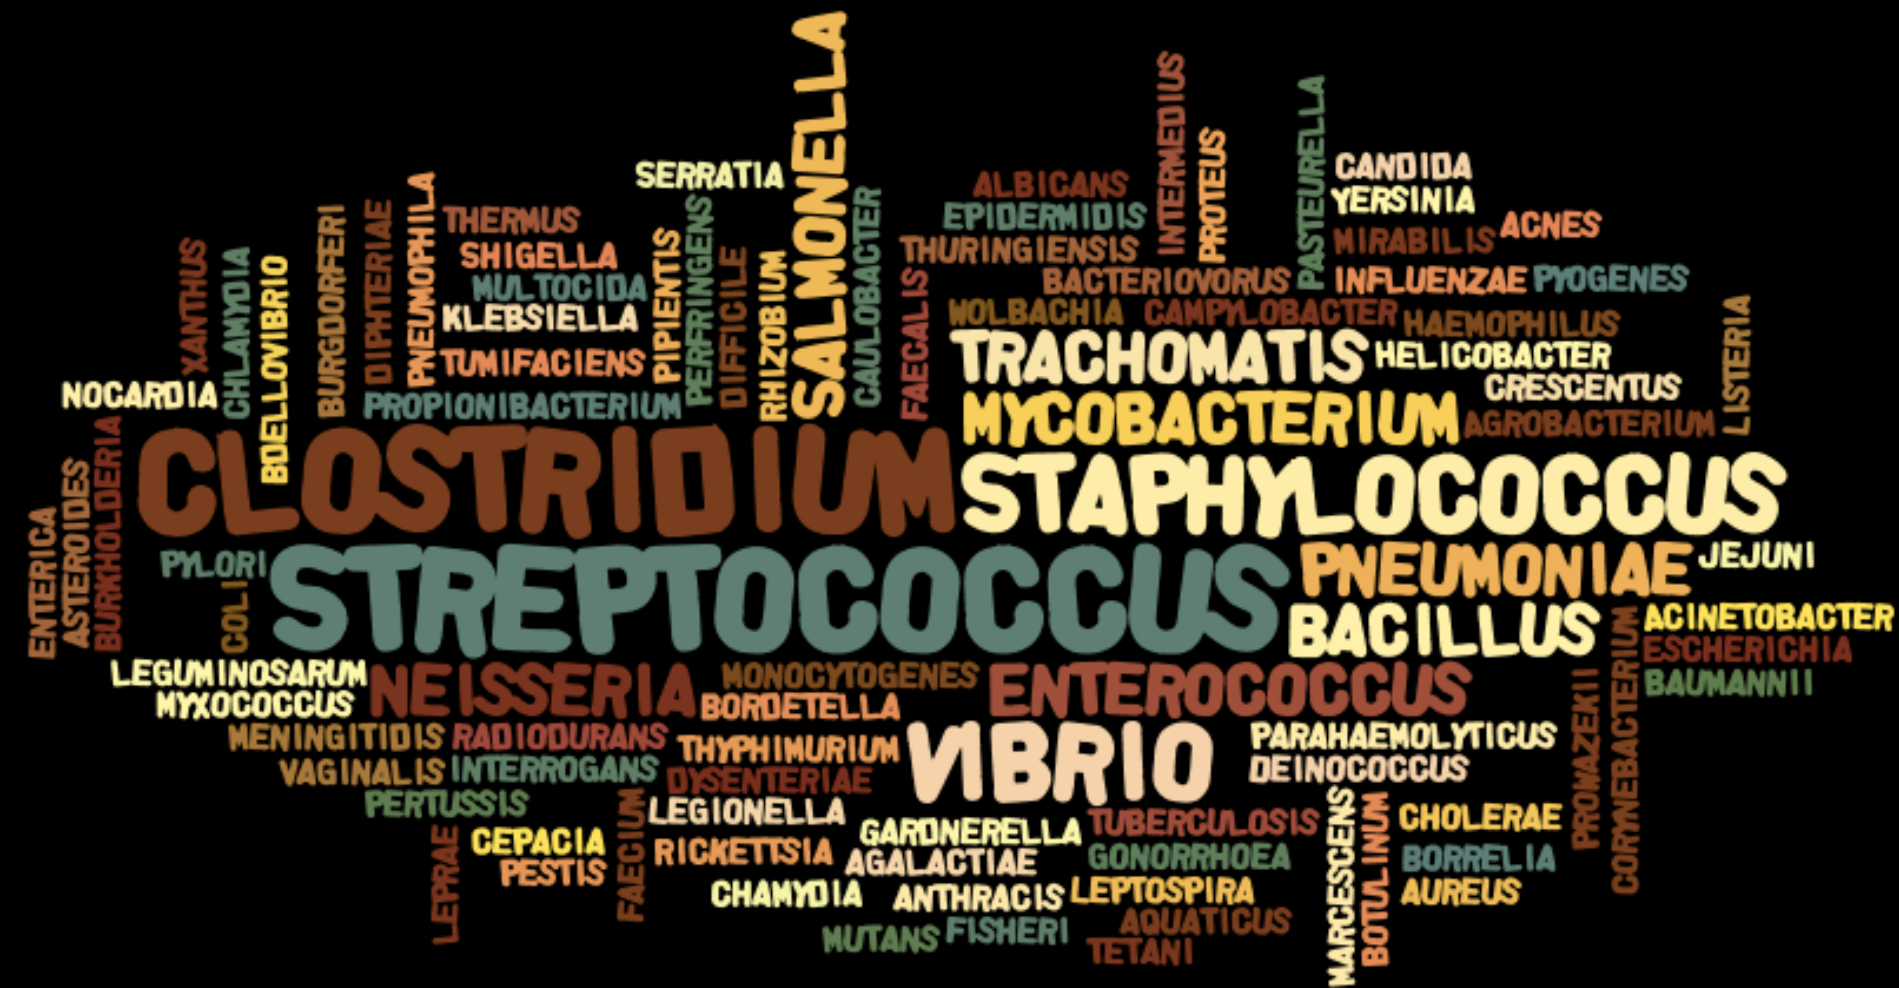 SALMONELLA
INTERMEDIUS
PASTEURELLA
PROTEUS
CANDIDA
SERRATIA
ALBICANS
YERSINIA
PNEUMOPHILA
CAULOBACTER
PERFRINGENS
DIPHTERIAE
BURGDORFERI
THERMUS
EPIDERMIDIS
ACNES
MIRABILIS
XANTHUS
CHLAMYDIA
BDELLOVIBRIO
SHIGELLA
PIPIENTIS
DIFFICILE
RHIZOBIUM
THURINGIENSIS
MULTOCIDA
FAECALIS
BACTERIOVORUS
INFLUENZAE
PYOGENES
KLEBSIELLA
WOLBACHIA
CAMPYLOBACTER
HAEMOPHILUS
LISTERIA
TUMIFACIENS
TRACHOMATIS
HELICOBACTER
CRESCENTUS
NOCARDIA
PROPIONIBACTERIUM
MYCOBACTERIUM
AGROBACTERIUM
CLOSTRIDIUM
STAPHYLOCOCCUS
ENTERICA
ASTEROIDES
BURKHOLDERIA
PYLORI
COLI
STREPTOCOCCUS
PNEUMONIAE
JEJUNI
BACILLUS
ACINETOBACTER
ESCHERICHIA
BAUMANNII
LEGUMINOSARUM
NEISSERIA
MONOCYTOGENES
ENTEROCOCCUS
PROWAZEKII
CORYNEBACTERIUM
MYXOCOCCUS
BORDETELLA
MENINGITIDIS
RADIODURANS
THYPHIMURIUM
VIBRIO
PARAHAEMOLYTICUS
VAGINALIS
INTERROGANS
DYSENTERIAE
DEINOCOCCUS
PERTUSSIS
FAECIUM
LEGIONELLA
GARDNERELLA
TUBERCULOSIS
MARCESCENS
BOTULINUM
CHOLERAE
LEPRAE
CEPACIA
RICKETTSIA
AGALACTIAE
GONORRHOEA
BORRELIA
PESTIS
CHAMYDIA
ANTHRACIS
LEPTOSPIRA
AUREUS
MUTANS
FISHERI
AQUATICUS
TETANI